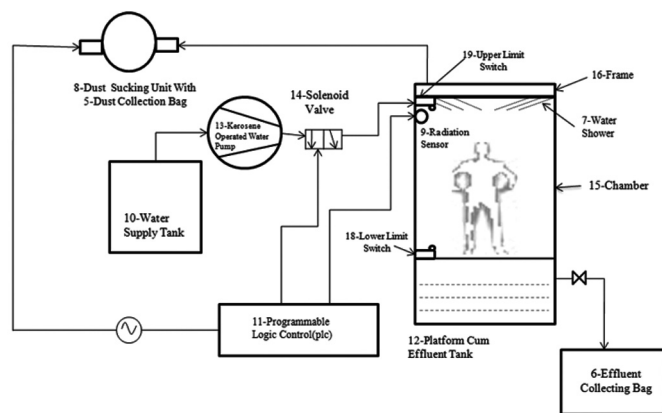 19-Upper Limit
Switch
16-Frame
8-Dust Sucking Unit With
5-Dust Collection Bag
14-Solenoid
Valve
13-Kerosene
Operated Water
Pump
9-Radiation
Sensor
7-Water
Shower
15-Chamber
10-Water
Supply Tank
18-Lower Limit
Switch
11-Programmable
Logic Control(plc)
12-Platform Cum
Effluent Tank
6-Effluent
Collecting Bag